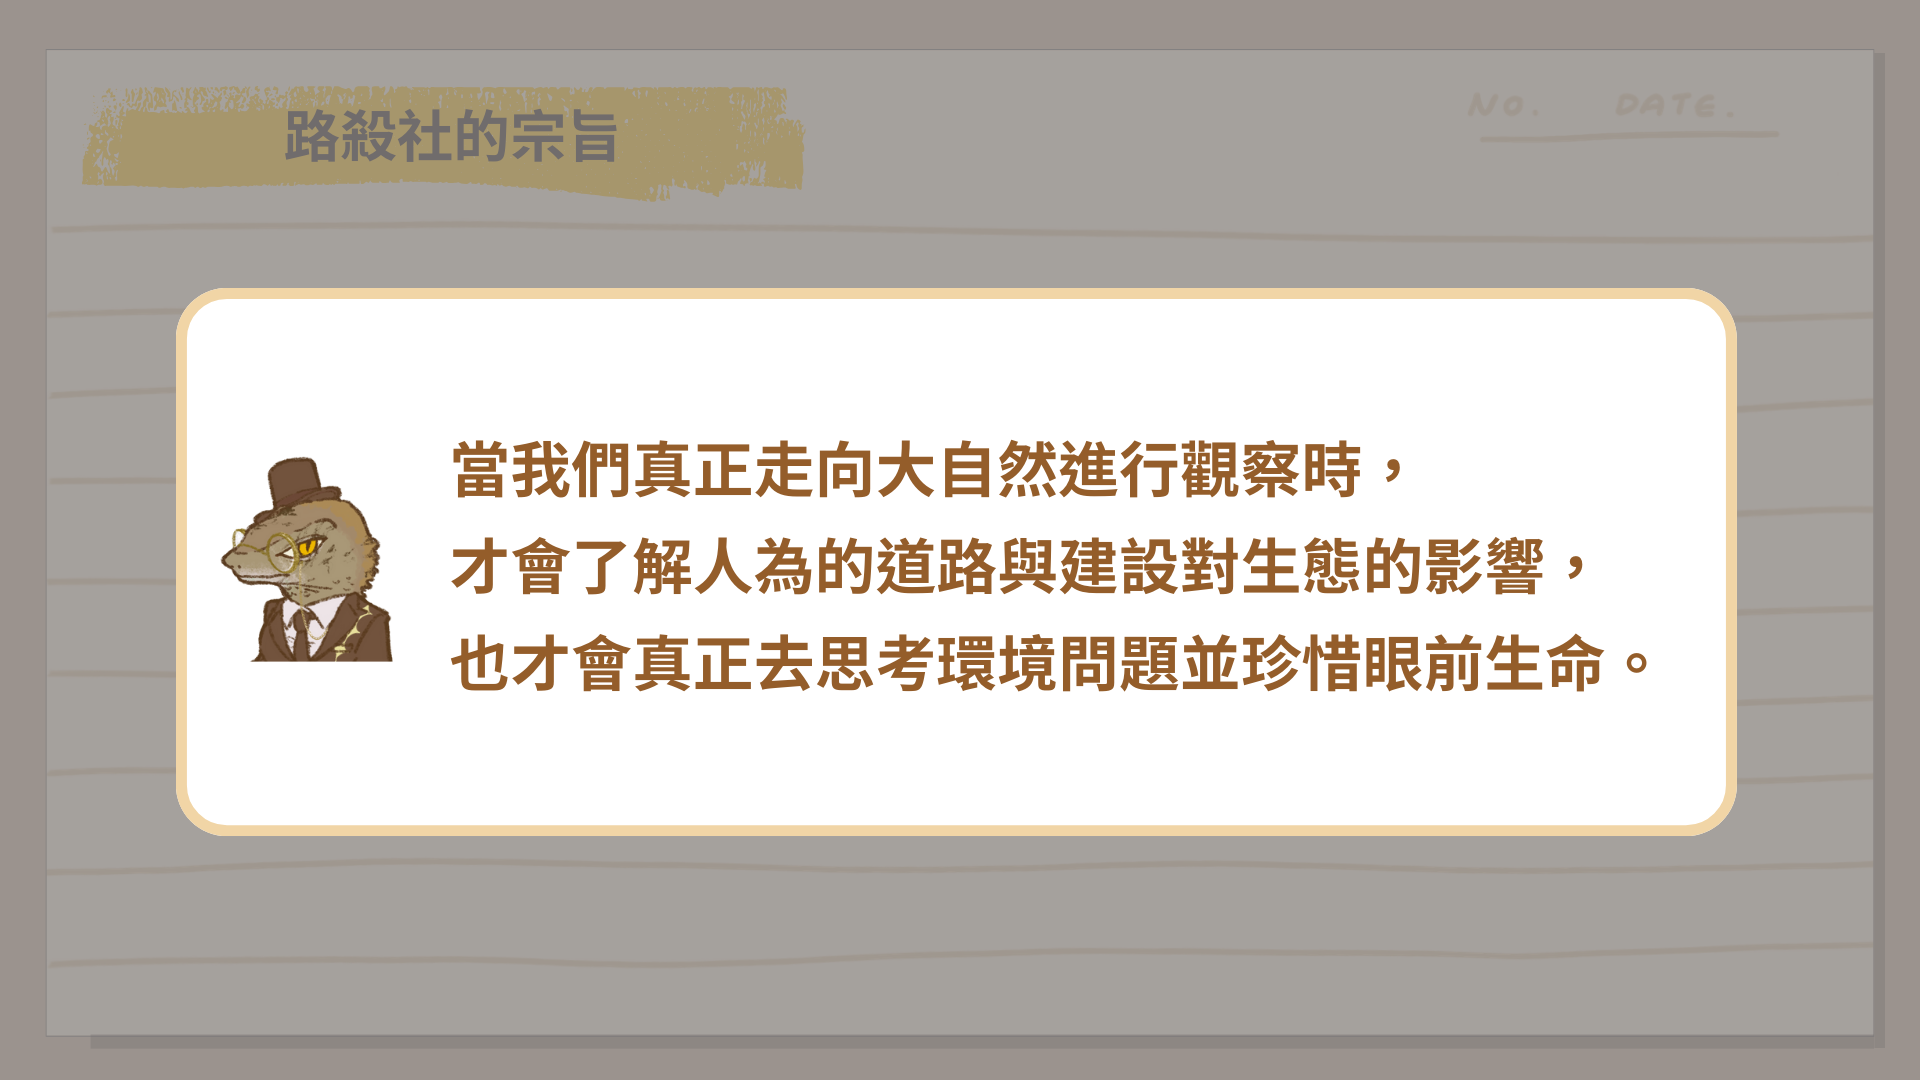 路殺社的宗旨
NO. DATE.
當我們真正走向大自然進行觀察時，
才會了解人為的道路與建設對生態的影響，
也才會真正去思考環境問題並珍惜眼前生命。